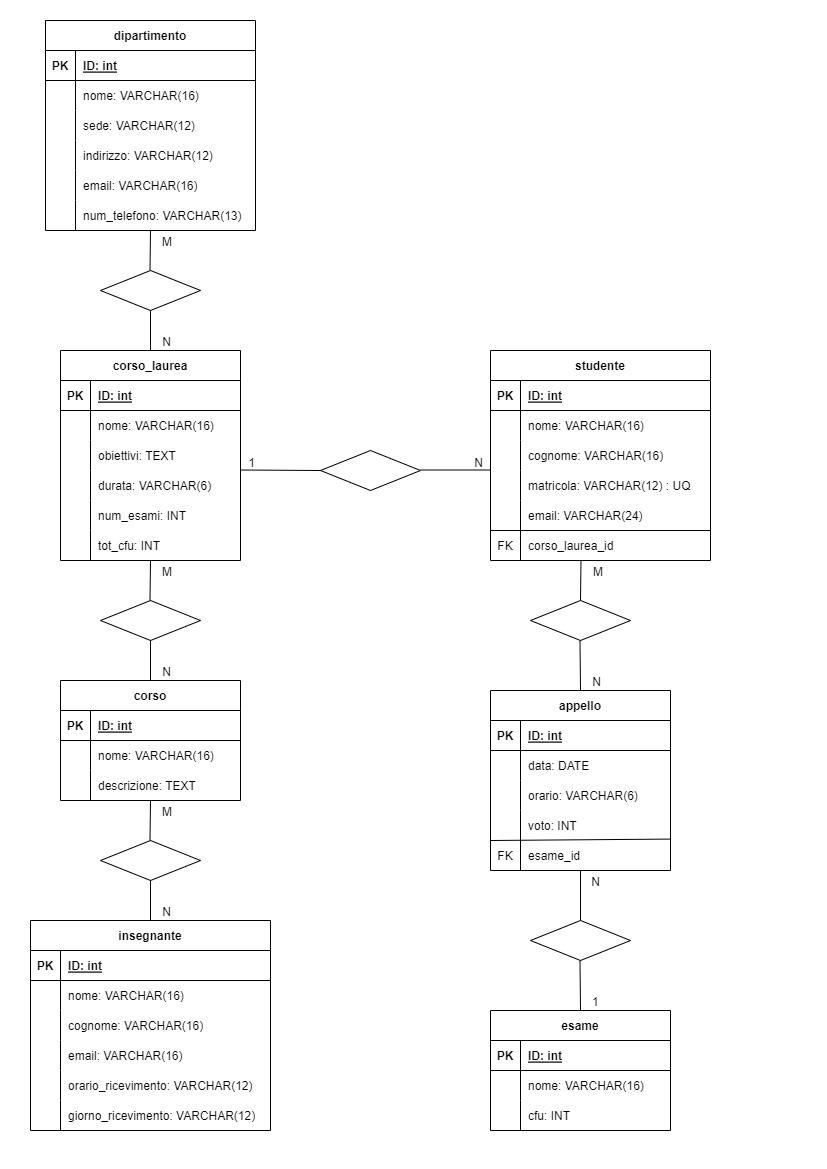 dipartimento
PK ID: int
nome: VARCHAR(16)
sede: VARCHAR(12)
indirizzo: VARCHAR(12)
email: VARCHAR(16)
num_telefono: VARCHAR(13)
M
N
corso_laurea
PK ID: int
nome: VARCHAR(16)
obiettivi: TEXT
durata: VARCHAR(6)
num_esami: INT
tot_cfu: INT
1
N
studente
PK ID: int
nome: VARCHAR(16)
cognome: VARCHAR(16)
matricola: VARCHAR(12) : UQ
email: VARCHAR(24)
FK corso_laurea_id
M
N
corso
PK ID: int
nome: VARCHAR(16)
descrizione: TEXT
M
N
insegnante
PK ID: int
nome: VARCHAR(16)
cognome: VARCHAR(16)
email: VARCHAR(16)
orario_ricevimento: VARCHAR(12)
giorno_ricevimento: VARCHAR(12)
M
N
appello
PK ID: int
data: DATE
orario: VARCHAR(6)
voto: INT
FK esame_id
N
1
esame
PK ID: int
nome: VARCHAR(16)
cfu: INT